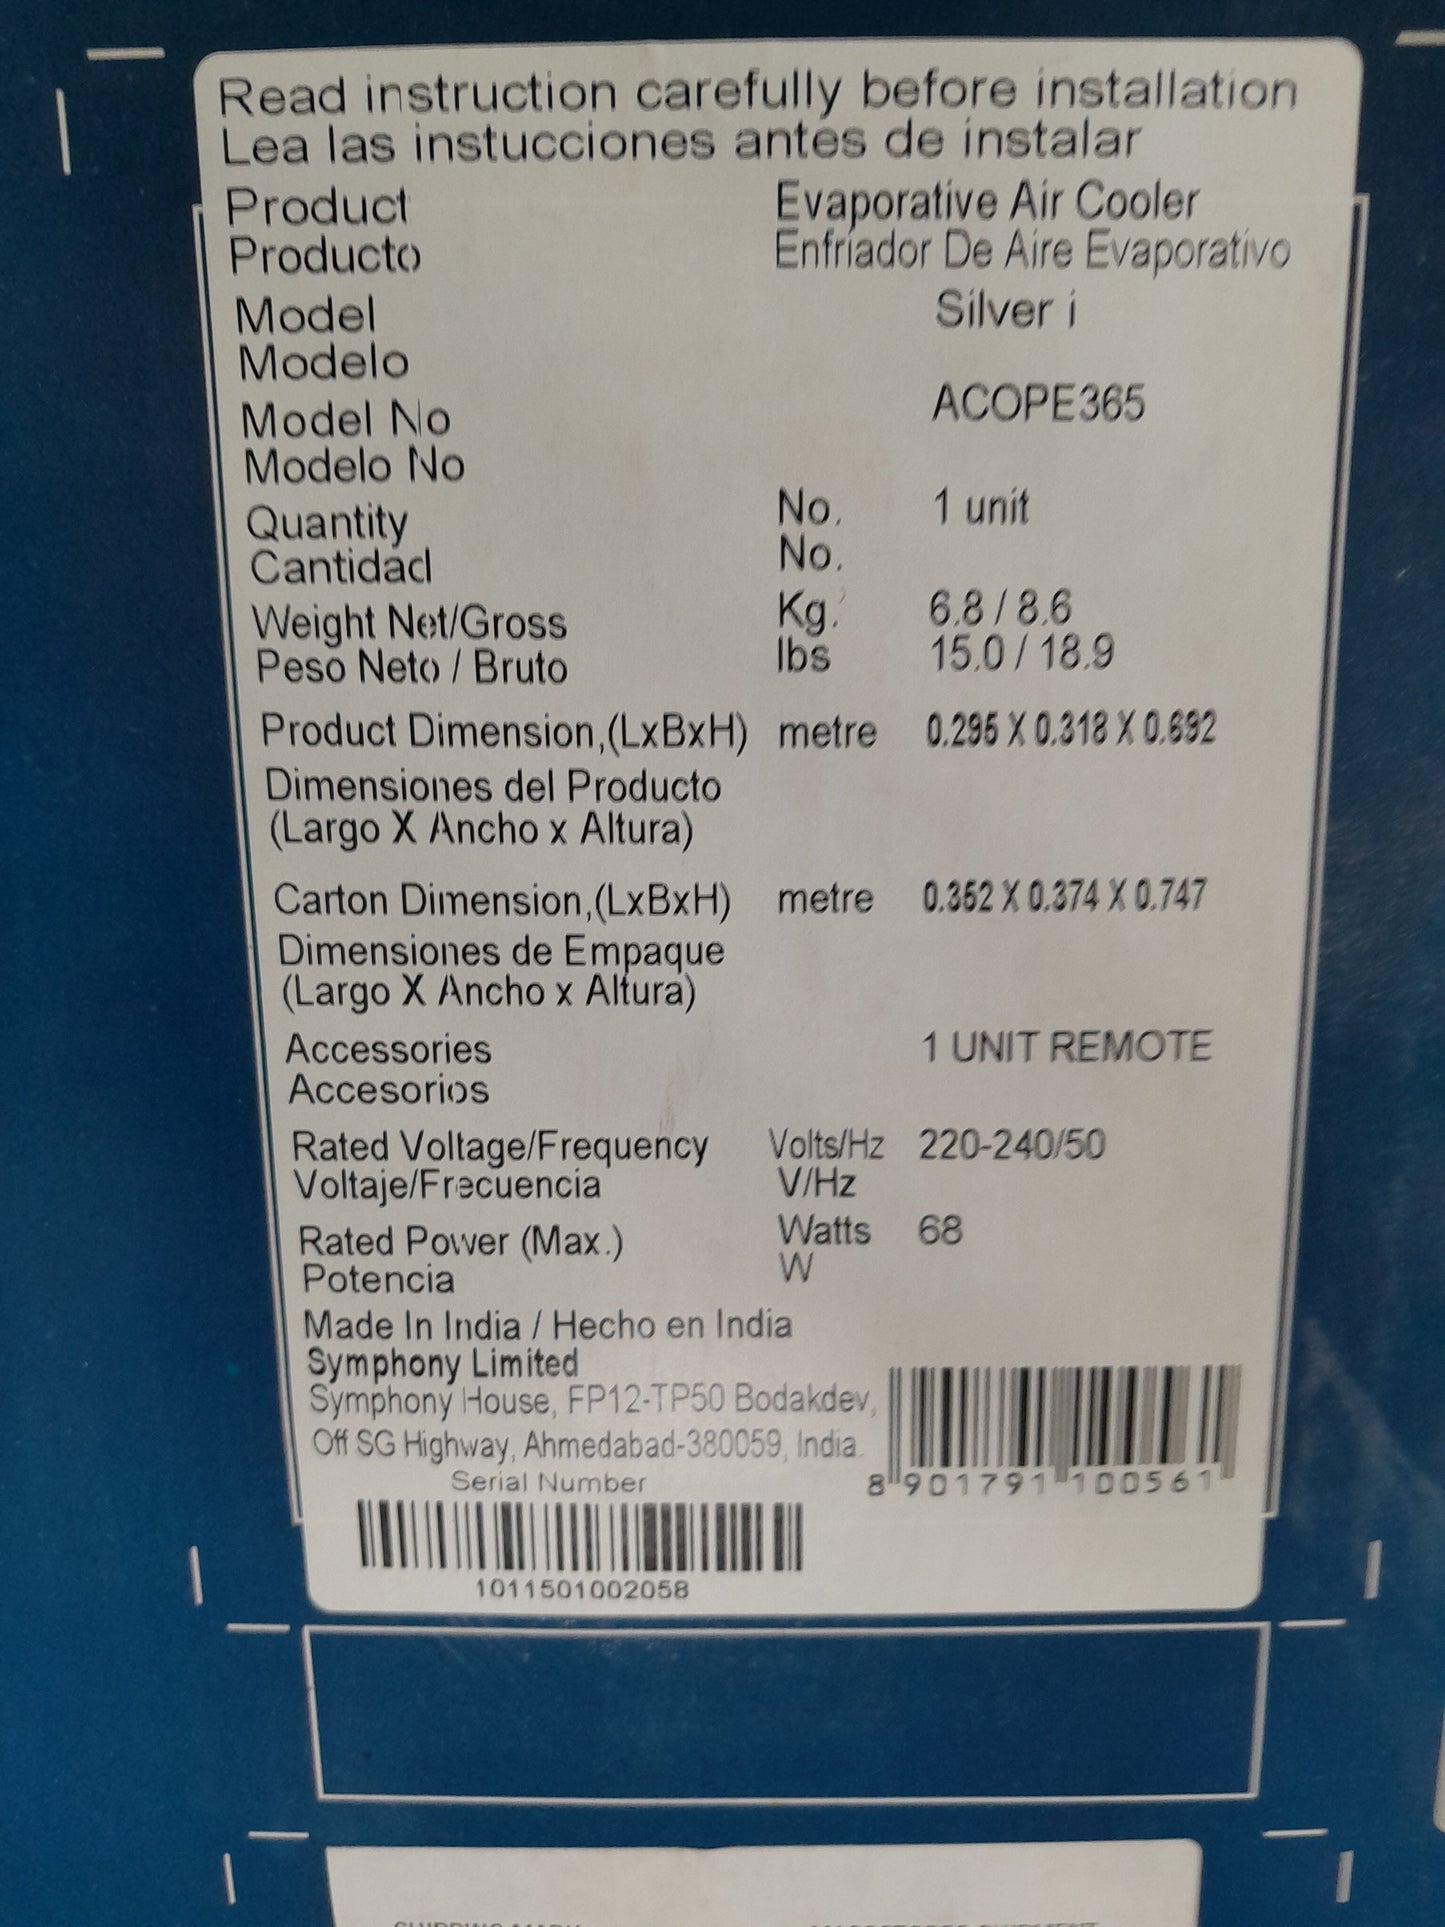 Read instruction carefully before installation
Lea las instucciones antes de instalar
Product Evaporative Air Cooler
Producto Enfriador De Aire Evaporativo
Model Silver i
Modelo
Model No ACOPE365
Modelo No
Quantity No. 1 unit
Cantidad No.
Weight Net/Gross Kg. 6.8 / 8.6
Peso Neto / Bruto lbs 15.0 / 18.9
Product Dimension,(LxBxH) metre 0.295 X 0.318 X 0.692
Dimensiones del Producto
(Largo X Ancho x Altura)
Carton Dimension,(LxBxH) metre 0.352 X 0.374 X 0.747
Dimensiones de Empaque
(Largo X Ancho x Altura)
Accessories 1 UNIT REMOTE
Accesorios
Rated Voltage/Frequency Volts/Hz 220-240/50
Voltaje/Frecuencia V/Hz
Rated Power (Max.) Watts 68
Potencia W
Made In India / Hecho en India
Symphony Limited
Symphony House, FP12-TP50 Bodakdev,
Off SG Highway, Ahmedabad-380059, India.
8 901791 100561
Serial Number
1011501002058